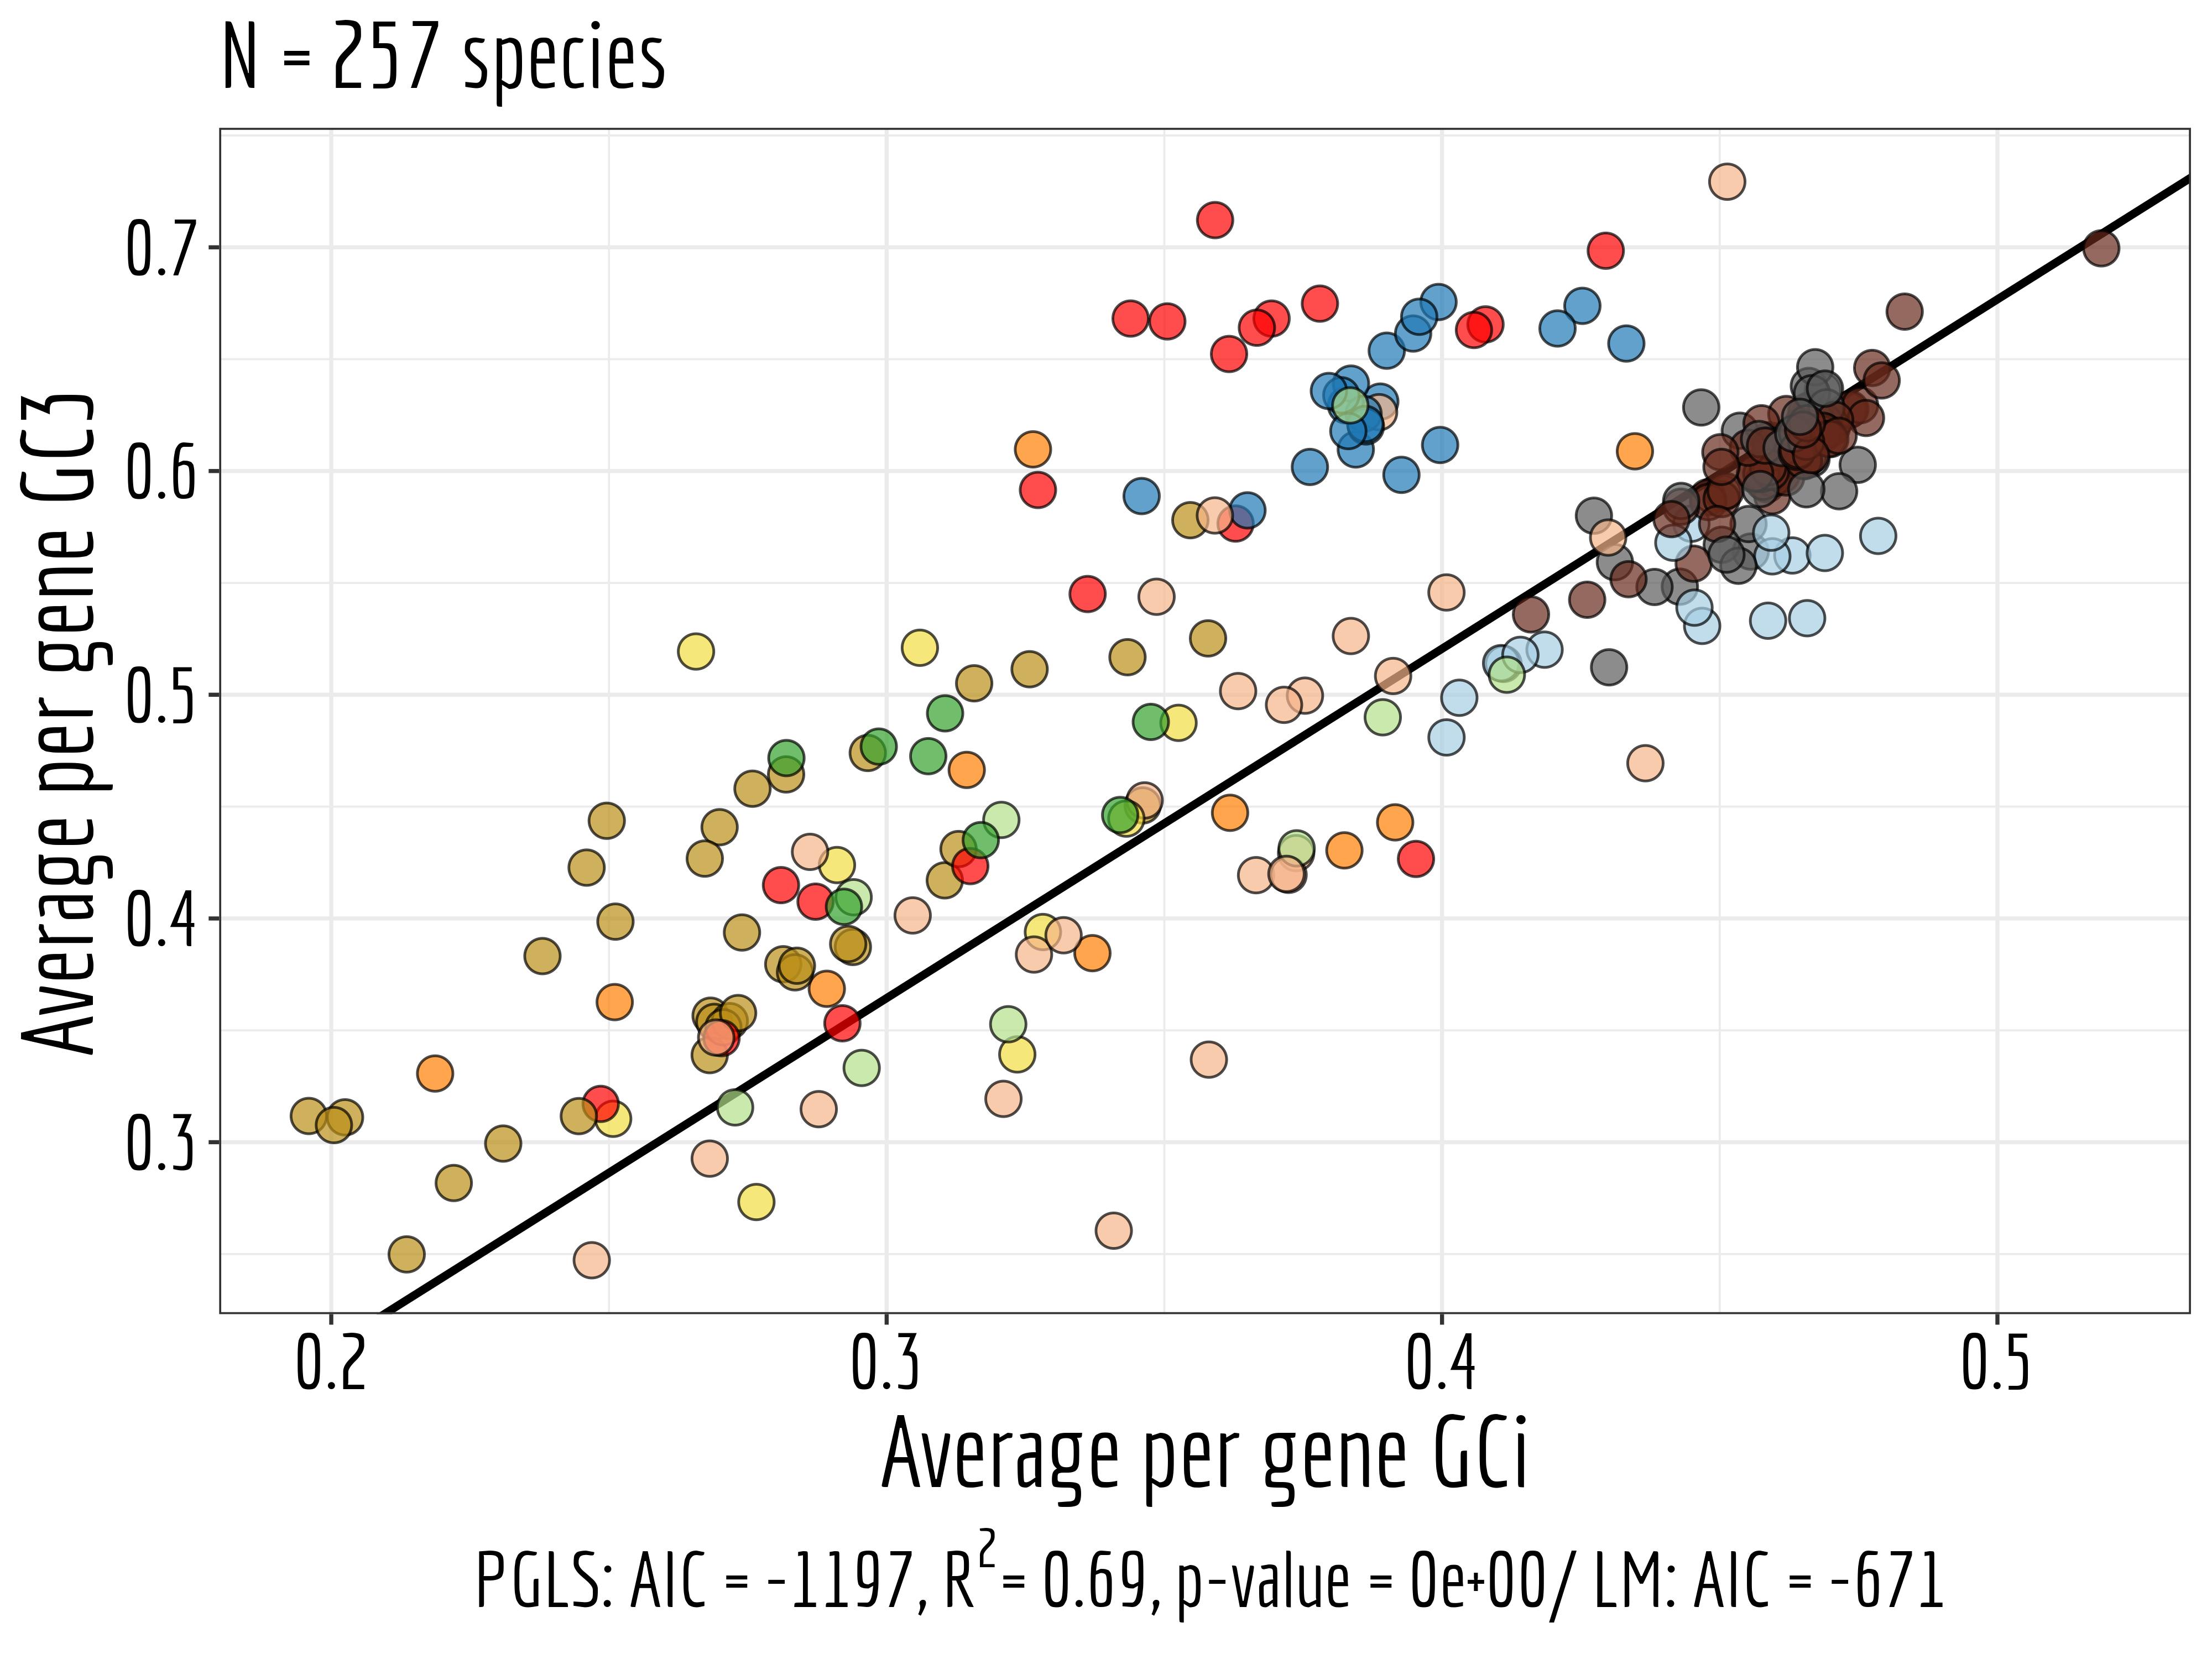 N = 257 species
Average per gene GC3
0.7
0.6
0.5
0.4
0.3
0.2 0.3 0.4 0.5
Average per gene GCi
PGLS: AIC = -1197, R²= 0.69, p-value = 0e+00/ LM: AIC = -671